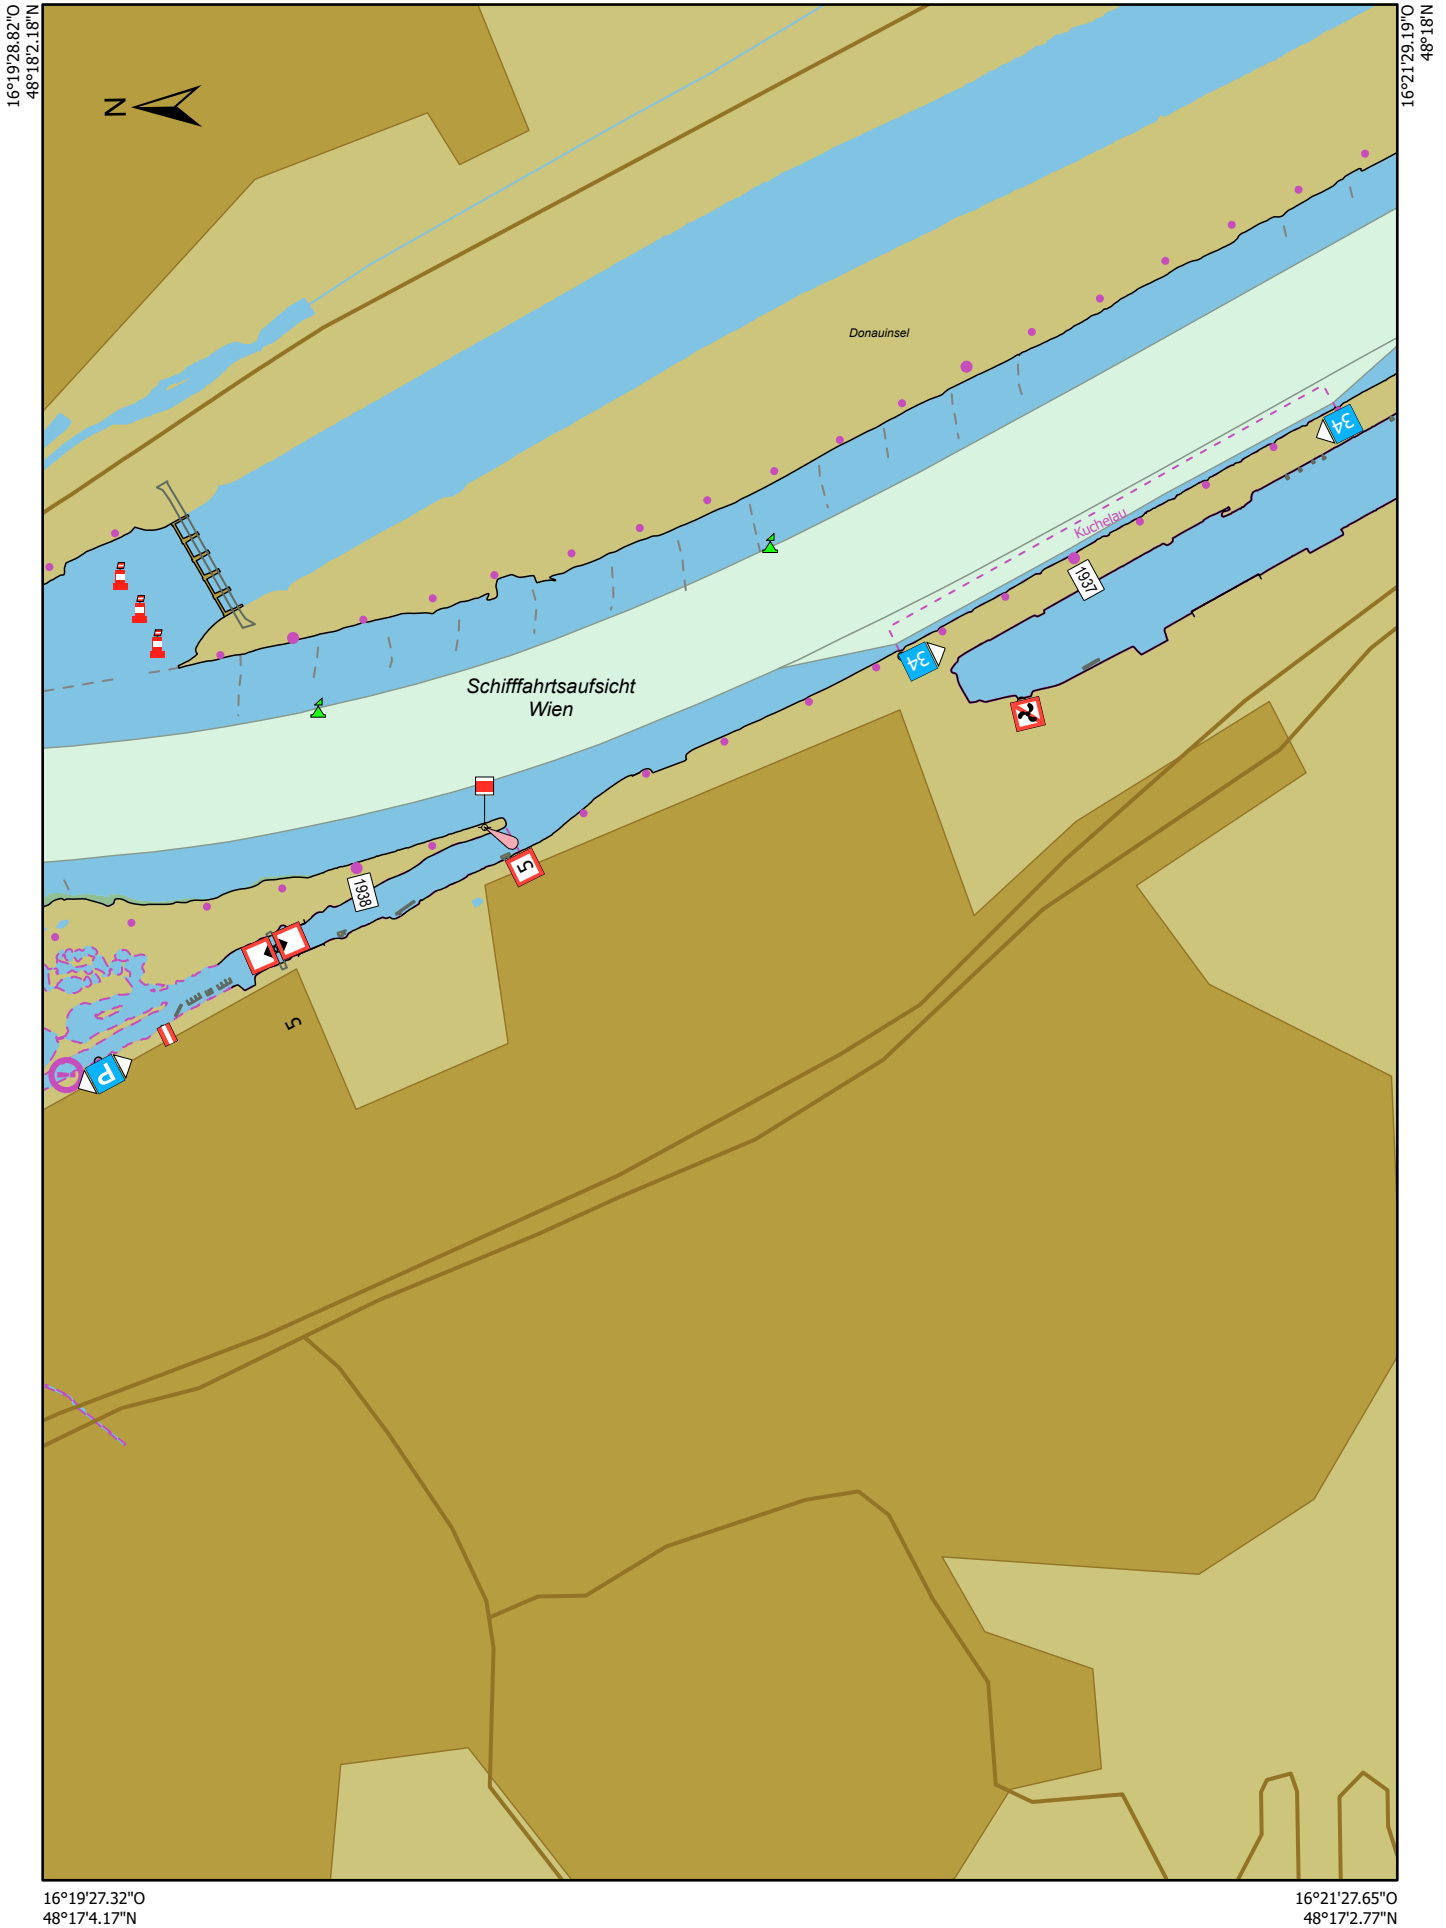 16°19'28.82"O
48°18'2.18"N
16°21'29.19"O
48°18'N
N
Donauinsel
34
Kuchelau
1937
34
Schifffahrtsaufsicht
Wien
5
1938
5
P
16°19'27.32"O
48°17'4.17"N
16°21'27.65"O
48°17'2.77"N